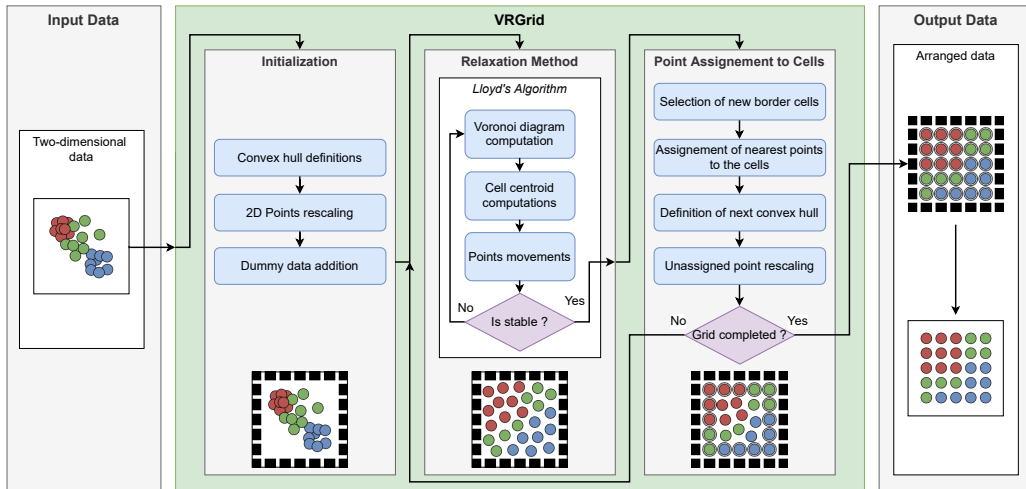 Input Data
Two-dimensional
data
VRGrid
Initialization
Convex hull definitions
2D Points rescaling
Dummy data addition
Relaxation Method
Lloyd's Algorithm
Voronoi diagram
computation
Cell centroid
computations
Points movements
No
Yes
Is stable ?
Point Assignement to Cells
Selection of new border cells
Assignement of nearest points
to the cells
Definition of next convex hull
Unassigned point rescaling
No
Yes
Grid completed ?
Output Data
Arranged data